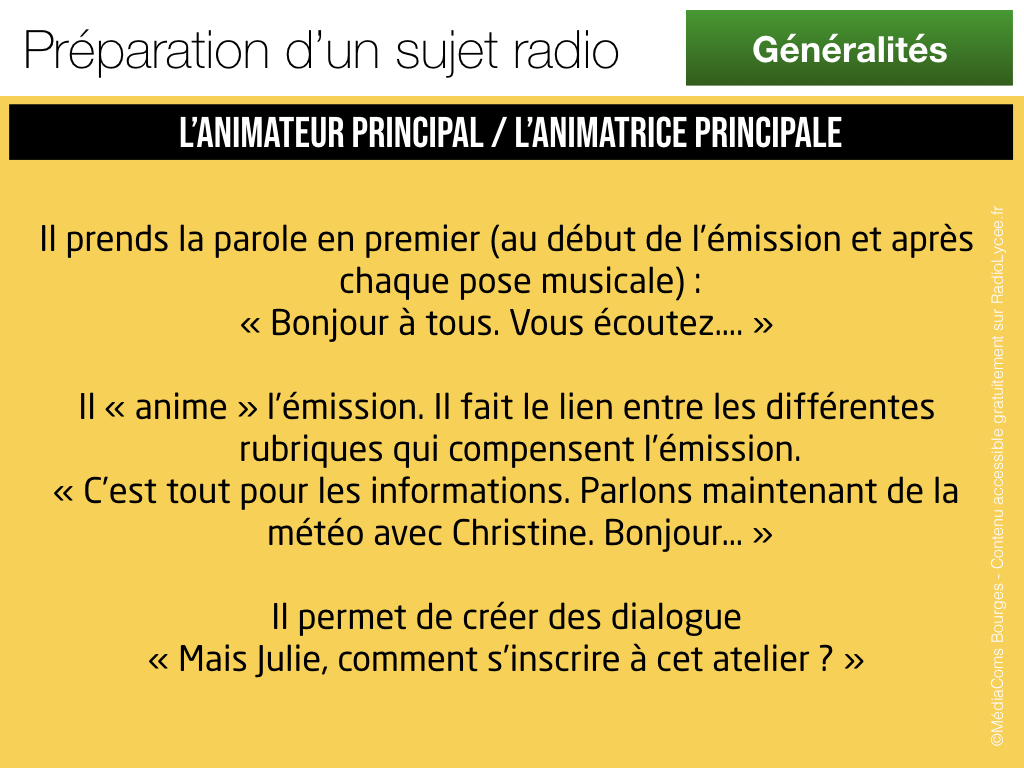 Préparation d’un sujet radio
Généralités
L’ANIMATEUR PRINCIPAL / L’ANIMATRICE PRINCIPALE
Il prends la parole en premier (au début de l’émission et après
chaque pose musicale) :
« Bonjour à tous. Vous écoutez.... »
Il « anime » l’émission. Il fait le lien entre les différentes
rubriques qui compensent l’émission.
« C’est tout pour les informations. Parlons maintenant de la
météo avec Christine. Bonjour... »
Il permet de créer des dialogue
« Mais Julie, comment s’inscrire à cet atelier ? »
©MédiaComs Bourges - Contenu accessible gratuitement sur RadioLycee.fr